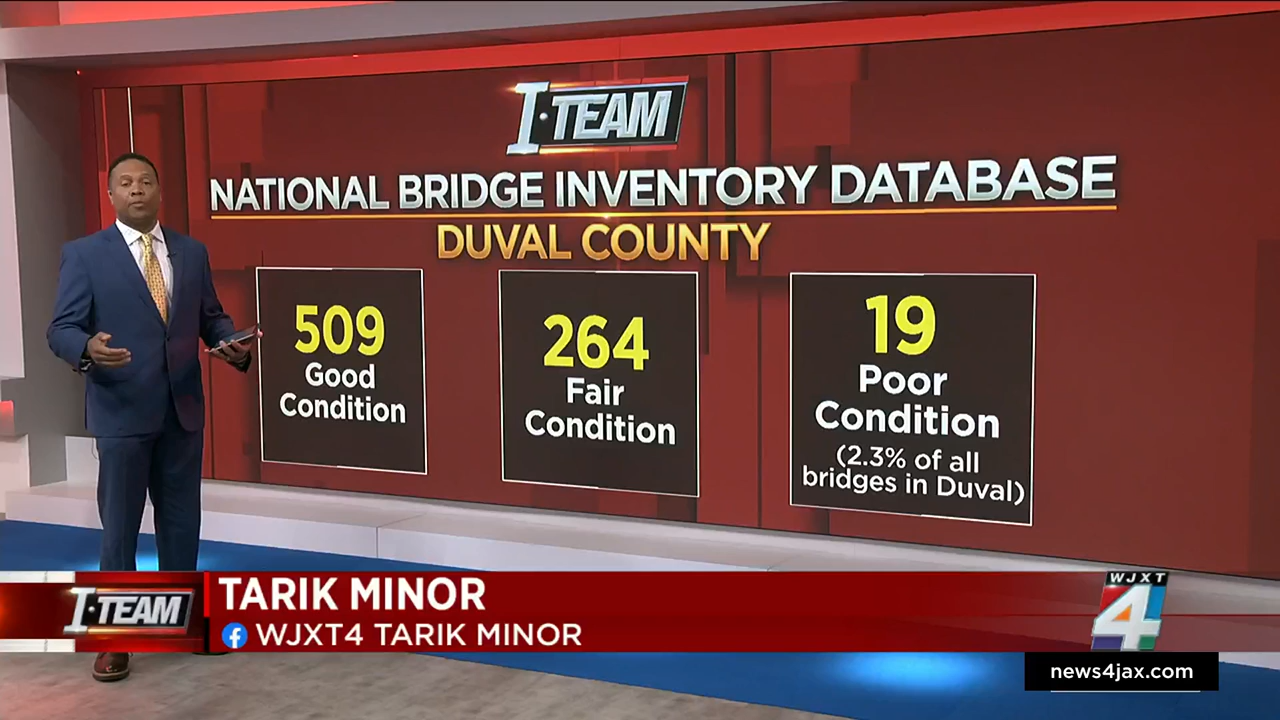 I·TEAM
NATIONAL BRIDGE INVENTORY DATABASE
DUVAL COUNTY
509
Good
Condition
264
Fair
Condition
19
Poor
Condition
(2.3% of all
bridges in Duval)
I·TEAM
TARIK MINOR
WJXT4 TARIK MINOR
WJXT
4
news4jax.com